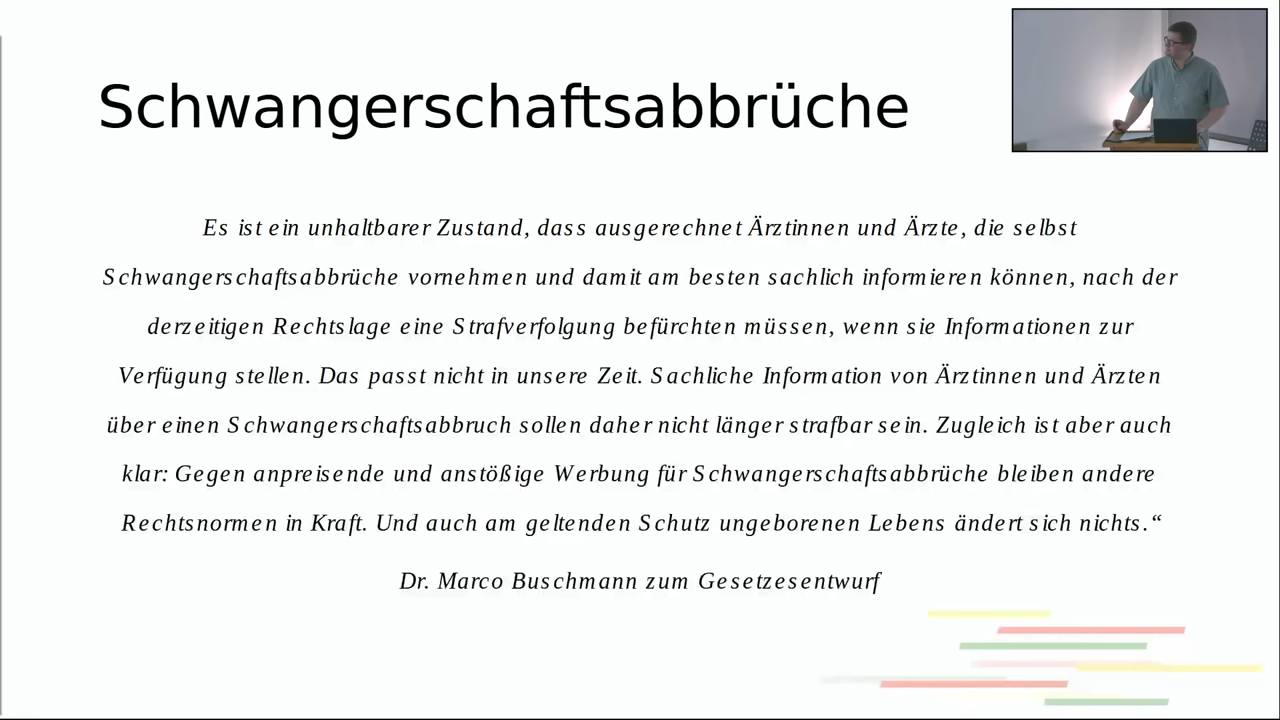 Schwangerschaftsabbrüche
Es ist ein unhaltbarer Zustand, dass ausgerechnet Ärztinnen und Ärzte, die selbst
Schwangerschaftsabbrüche vornehmen und damit am besten sachlich informieren können, nach der
derzeitigen Rechtslage eine Strafverfolgung befürchten müssen, wenn sie Informationen zur
Verfügung stellen. Das passt nicht in unsere Zeit. Sachliche Information von Ärztinnen und Ärzten
über einen Schwangerschaftsabbruch sollen daher nicht länger strafbar sein. Zugleich ist aber auch
klar: Gegen anpreisende und anstößige Werbung für Schwangerschaftsabbrüche bleiben andere
Rechtsnormen in Kraft. Und auch am geltenden Schutz ungeborenen Lebens ändert sich nichts.“
Dr. Marco Buschmann zum Gesetzesentwurf